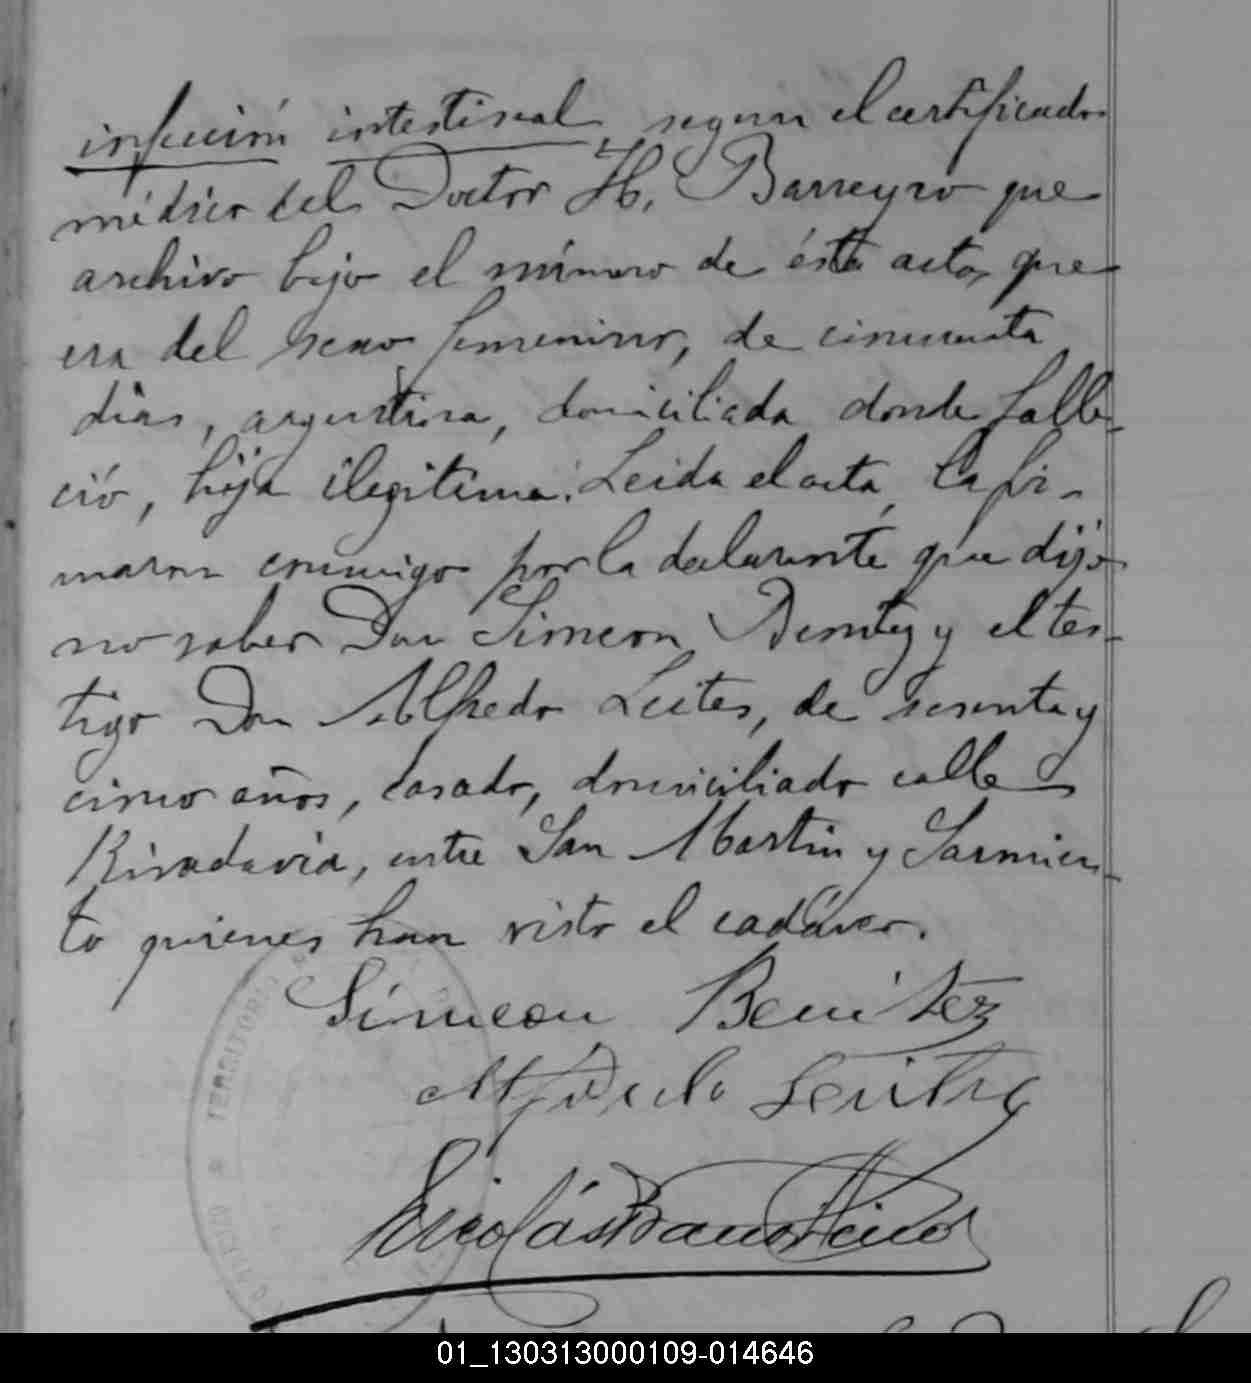 infección intestinal, segun el certificado
médico del Doctor H. Barreyro que
archivo bajo el número de ésta acta, que
era del sexo femenino, de cincuenta
dias, argentina, domiciliada donde falle-
ció, hija ilegitima. Leida el acta, la fir-
maron conmigo por la declarante que dijo
no saber Don Simeon Benitez y el tes-
tigo Don Alfredo Leites, de sesenta y
cinco años, casado, domiciliado calle
Rivadavia, entre San Martin y Sarmien-
to quienes han visto el cadáver.
Simeon Benitez
Alfredo Leites
Nicolás
TERRITORIO
01_130313000109-014646